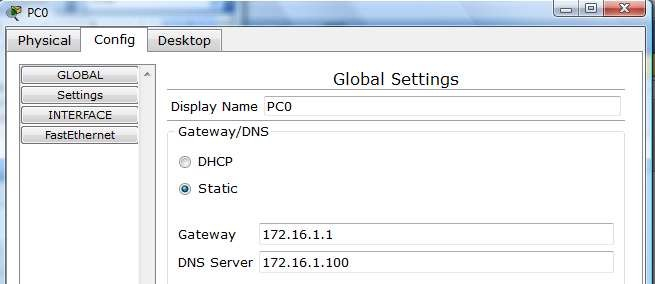 PC0
Physical Config Desktop
GLOBAL
Settings
INTERFACE
FastEthernet
Global Settings
Display Name PC0
Gateway/DNS
DHCP
Static
Gateway 172.16.1.1
DNS Server 172.16.1.100